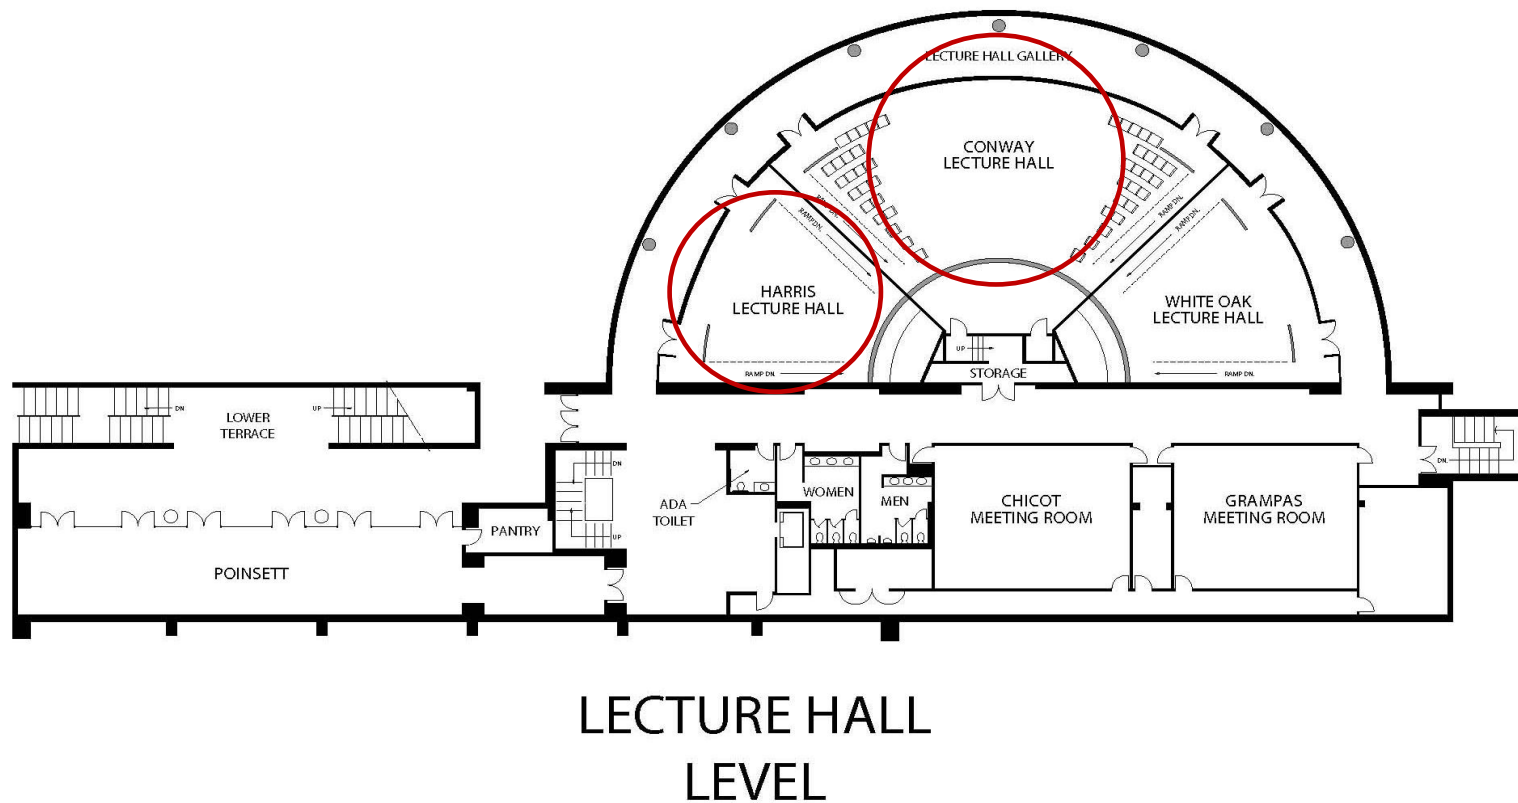 LECTURE HALL GALLERY
CONWAY
LECTURE HALL
RAMP DN.
RAMP DN.
RAMP DN.
RAMP DN.
HARRIS
LECTURE HALL
WHITE OAK
LECTURE HALL
UP
STORAGE
RAMP DN.
RAMP DN.
DN
UP
LOWER
TERRACE
DN
DN.
ADA
TOILET
WOMEN
MEN
CHICOT
MEETING ROOM
GRAMPAS
MEETING ROOM
PANTRY
UP
POINSETT
LECTURE HALL
LEVEL